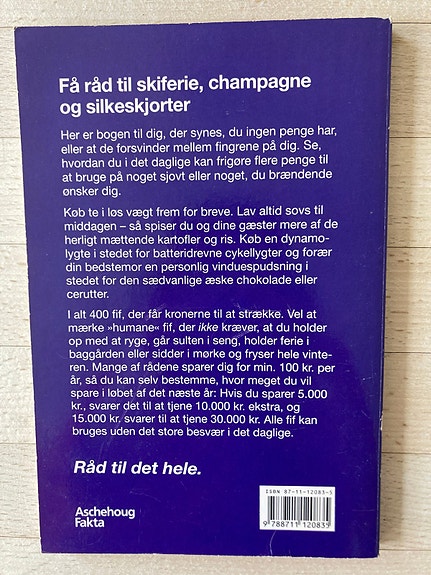 Få råd til skiferie, champagne
og silkeskjorter
Her er bogen til dig, der synes, du ingen penge har,
eller at de forsvinder mellem fingrene på dig. Se,
hvordan du i det daglige kan frigøre flere penge til
at bruge på noget sjovt eller noget, du brændende
ønsker dig.
Køb te i løs vægt frem for breve. Lav altid sovs til
middagen – så spiser du og dine gæster mere af de
herligt mættende kartofler og ris. Køb en dynamo-
lygte i stedet for batteridrevne cykellygter og foræer
din bedstemor en personlig vinduespudsning i
stedet for den sædvanlige æske chokolade eller
cerutter.
I alt 400 fif, der får kronerne til at strække. Vel at
mærke »humane« fif, der ikke kræver, at du holder
op med at ryge, går sulten i seng, holder ferie i
baggården eller sidder i mørke og fryser hele vinte-
ren. Mange af rådene sparer dig for min. 100 kr. per
år, så du kan selv bestemme, hvor meget du vil
spare i løbet af det næste år: Hvis du sparer 5.000
kr., svarer det til at tjene 10.000 kr. ekstra, og
15.000 kr. svarer til at tjene 30.000 kr. Alle fif kan
bruges uden det store besvær i det daglige.
Råd til det hele.
ISBN 87-11-12083-5
Aschehoug
Fakta
9 788711 120835